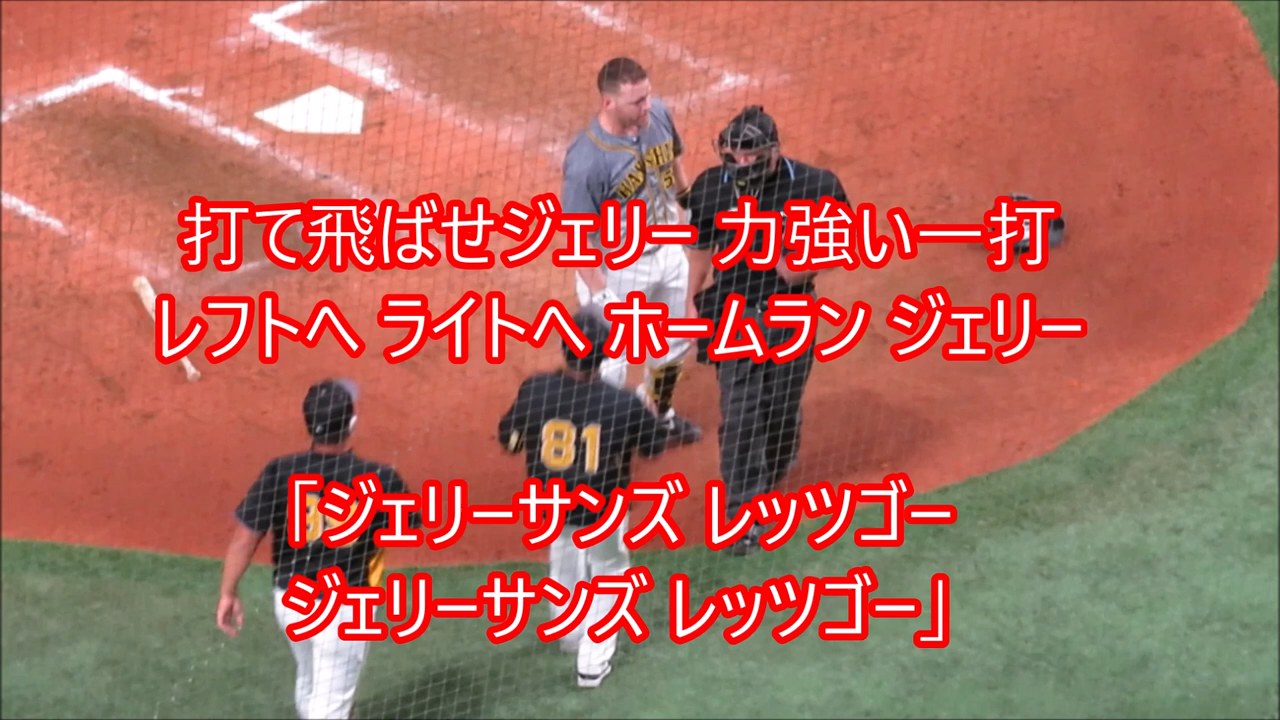 打て飛ばせジェリー 力強い一打
レフトへ ライトへ ホームラン ジェリー
81
「ジェリーサンズ レッツゴー
ジェリーサンズ レッツゴー」